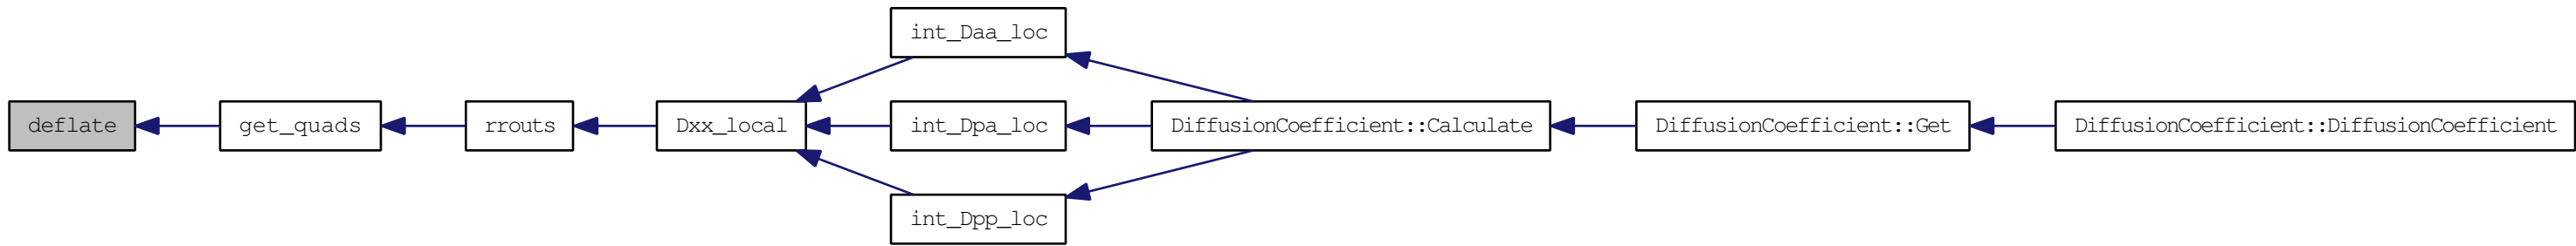 deflate
get_quads
rrouts
Dxx_local
int_Daa_loc
int_Dpa_loc
int_Dpp_loc
DiffusionCoefficient::Calculate
DiffusionCoefficient::Get
DiffusionCoefficient::DiffusionCoefficient